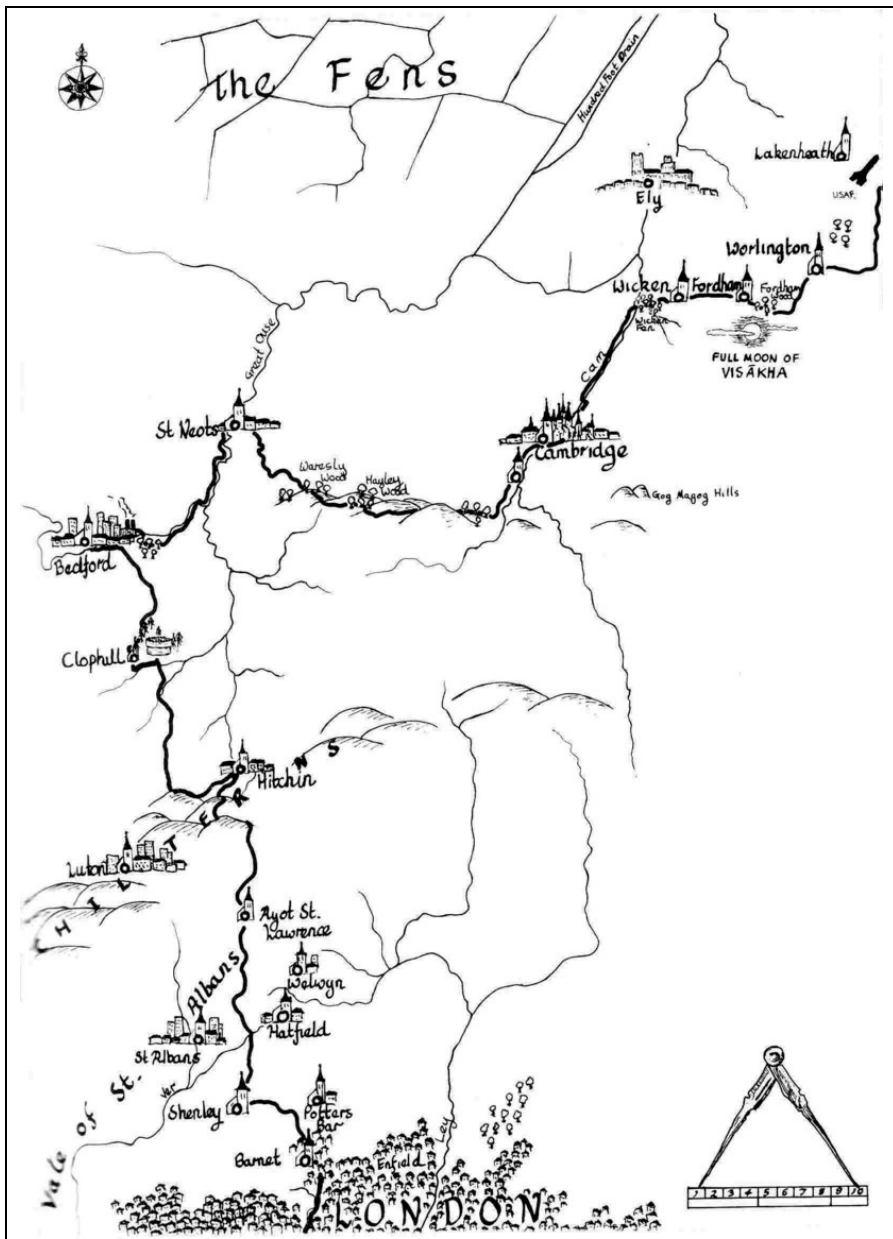 The Fens
Hundred Foot Drain
Lakenheath
USAF.
Ely
Worlington
Wicken
Fordham
Fordham Wood
Wicken Fen
Great Ouse
Cam
FULL MOON OF
VISĀKHA
St Neots
Waresly
Wood
Hayley
Wood
Cambridge
Gog Magog Hills
Bedford
Clophill
Hitchin
CHILTERNS
Luton
Ayot St.
Lawrence
Welwyn
Hatfield
Vale of St. Albans
St Albans
Ver
Shenley
Potters
Bar
Barnet
Enfield
Ley
LONDON
1 2 3 4 5 6 7 8 9 10